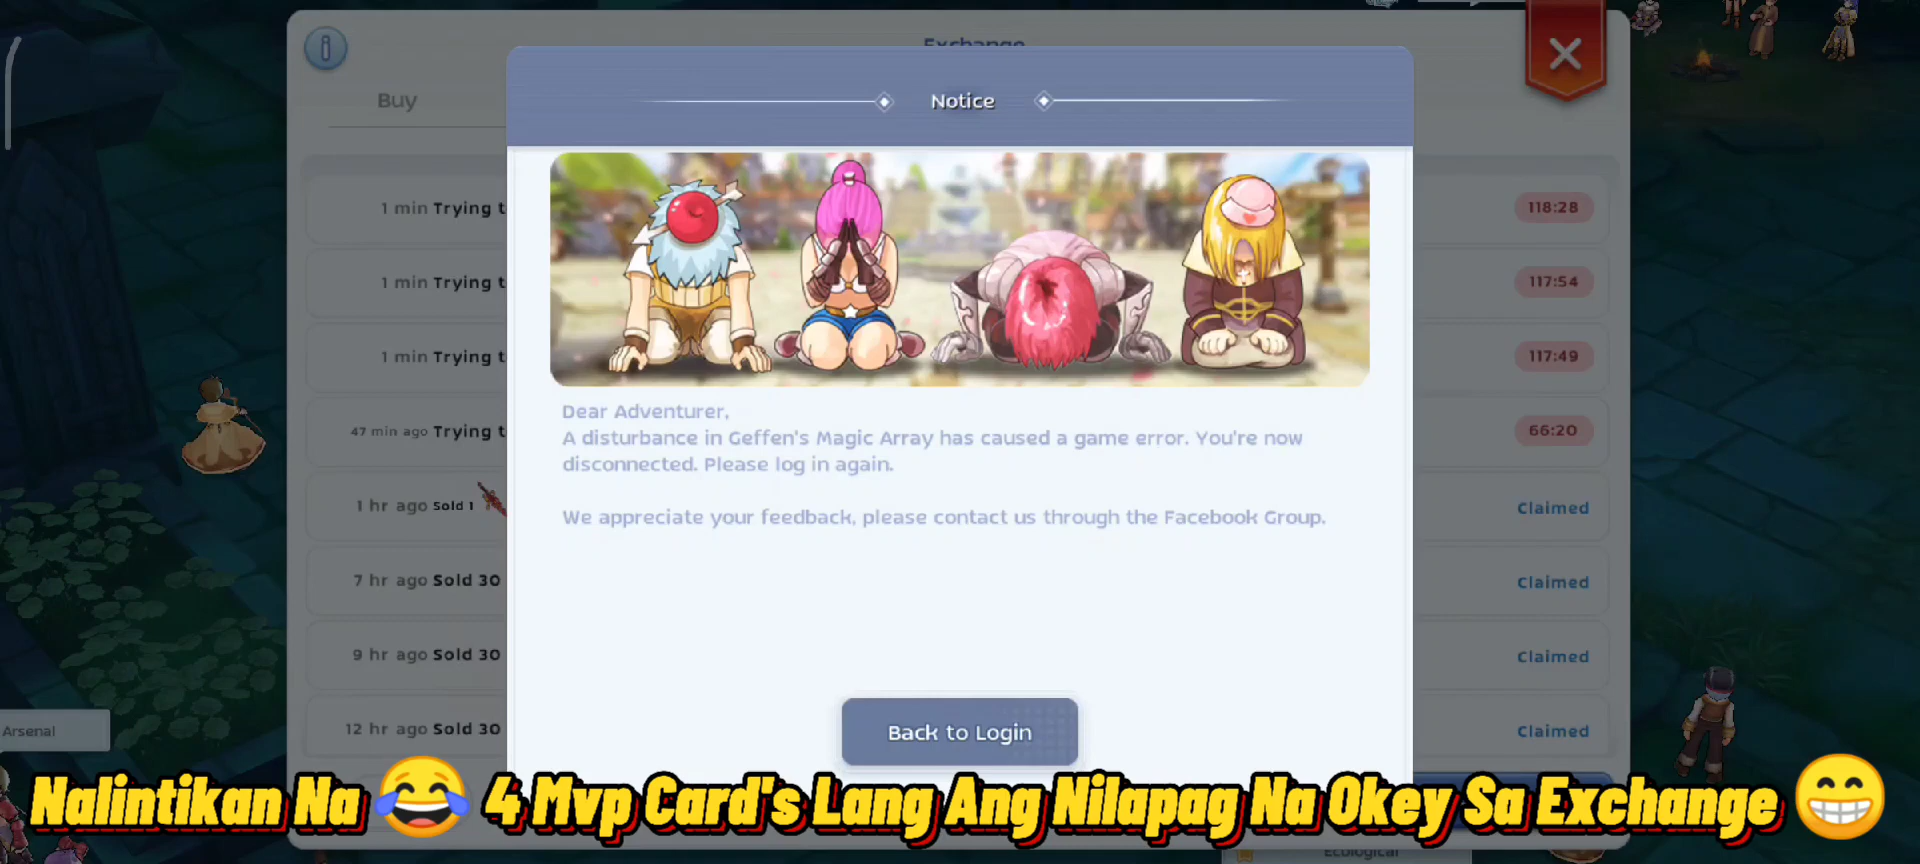 Exchange
Notice
Buy
1 min Trying t
118:28
1 min Trying t
117:54
1 min Trying t
117:49
47 min ago Trying t
66:20
Dear Adventurer,
A disturbance in Geffen's Magic Array has caused a game error. You're now
disconnected. Please log in again.
We appreciate your feedback, please contact us through the Facebook Group.
1 hr ago Sold 1
Claimed
7 hr ago Sold 30
Claimed
9 hr ago Sold 30
Claimed
12 hr ago Sold 30
Claimed
Arsenal
Back to Login
Nalintikan Na 😂 4 Mvp Card's Lang Ang Nilapag Na Okey Sa Exchange 😁
Ecological